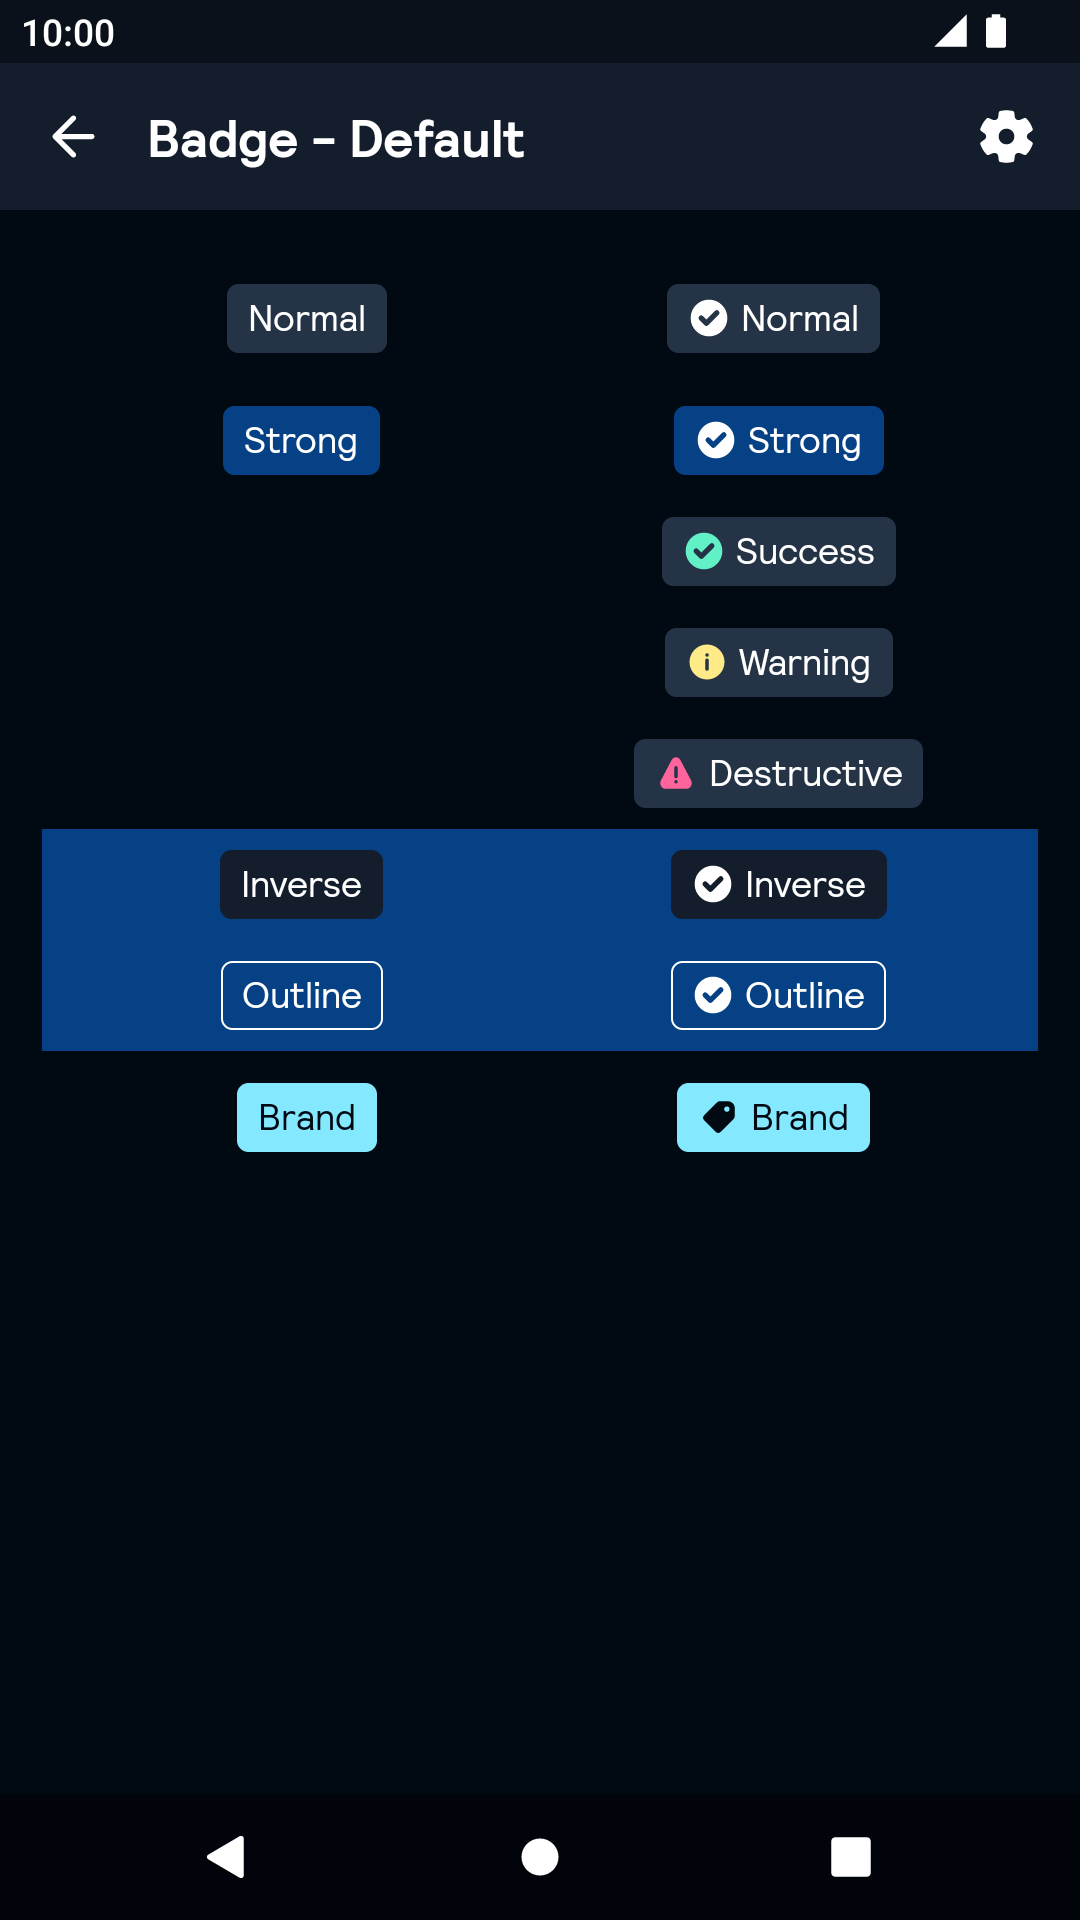 10:00
Badge - Default
Normal Normal
Strong Strong
Success
Warning
Destructive
Inverse Inverse
Outline Outline
Brand Brand